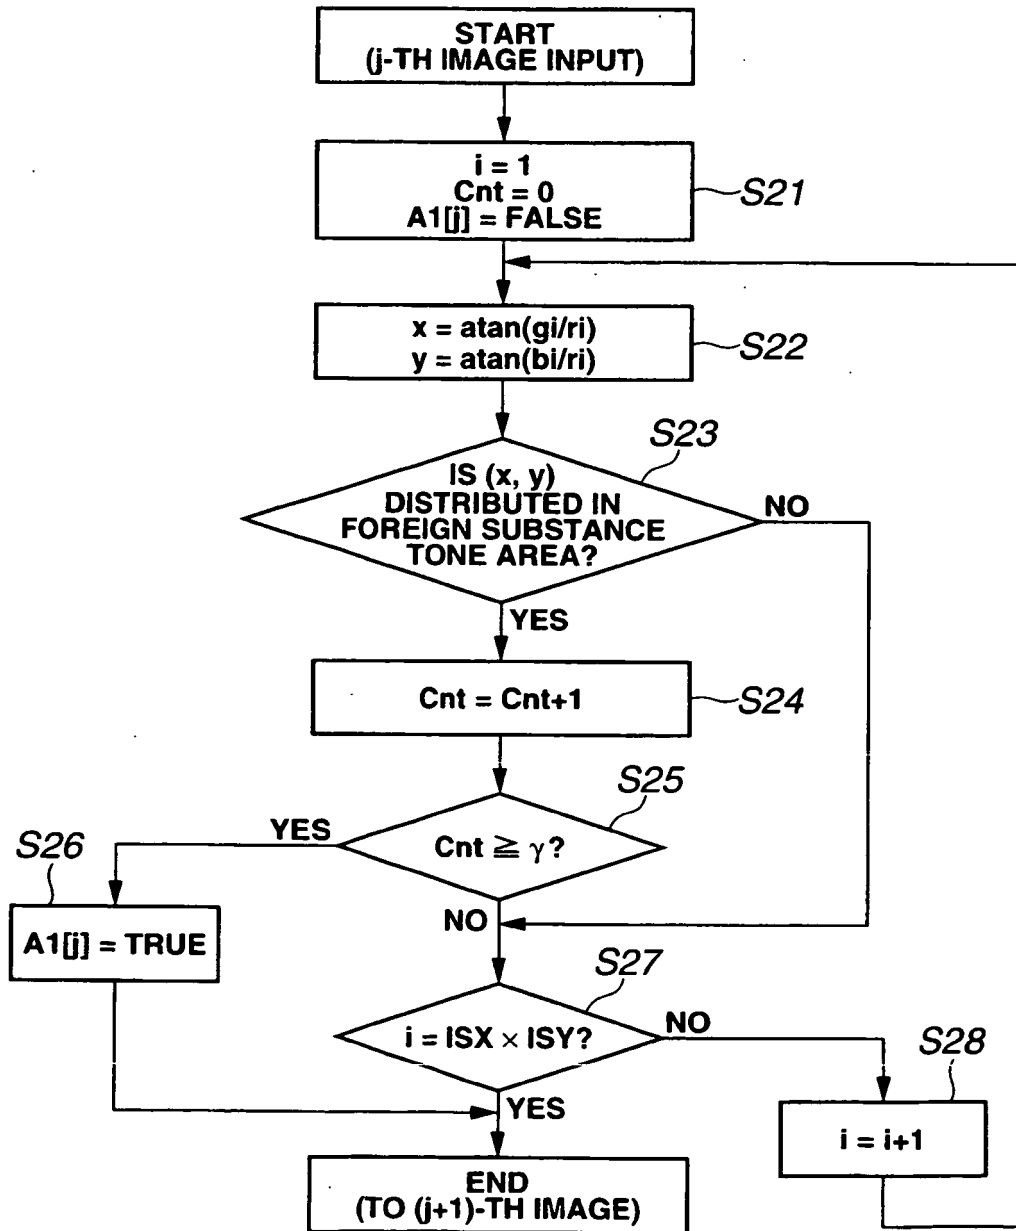 START
(j-TH IMAGE INPUT)
i = 1
Cnt = 0
A1[j] = FALSE
S21
x = atan(gi/ri)
y = atan(bi/ri)
S22
S23
IS (x, y)
DISTRIBUTED IN
FOREIGN SUBSTANCE
TONE AREA?
NO
YES
Cnt = Cnt+1
S24
S25
YES
Cnt ≧ γ?
S26
NO
A1[j] = TRUE
S27
i = ISX × ISY?
NO
S28
YES
i = i+1
END
(TO (j+1)-TH IMAGE)